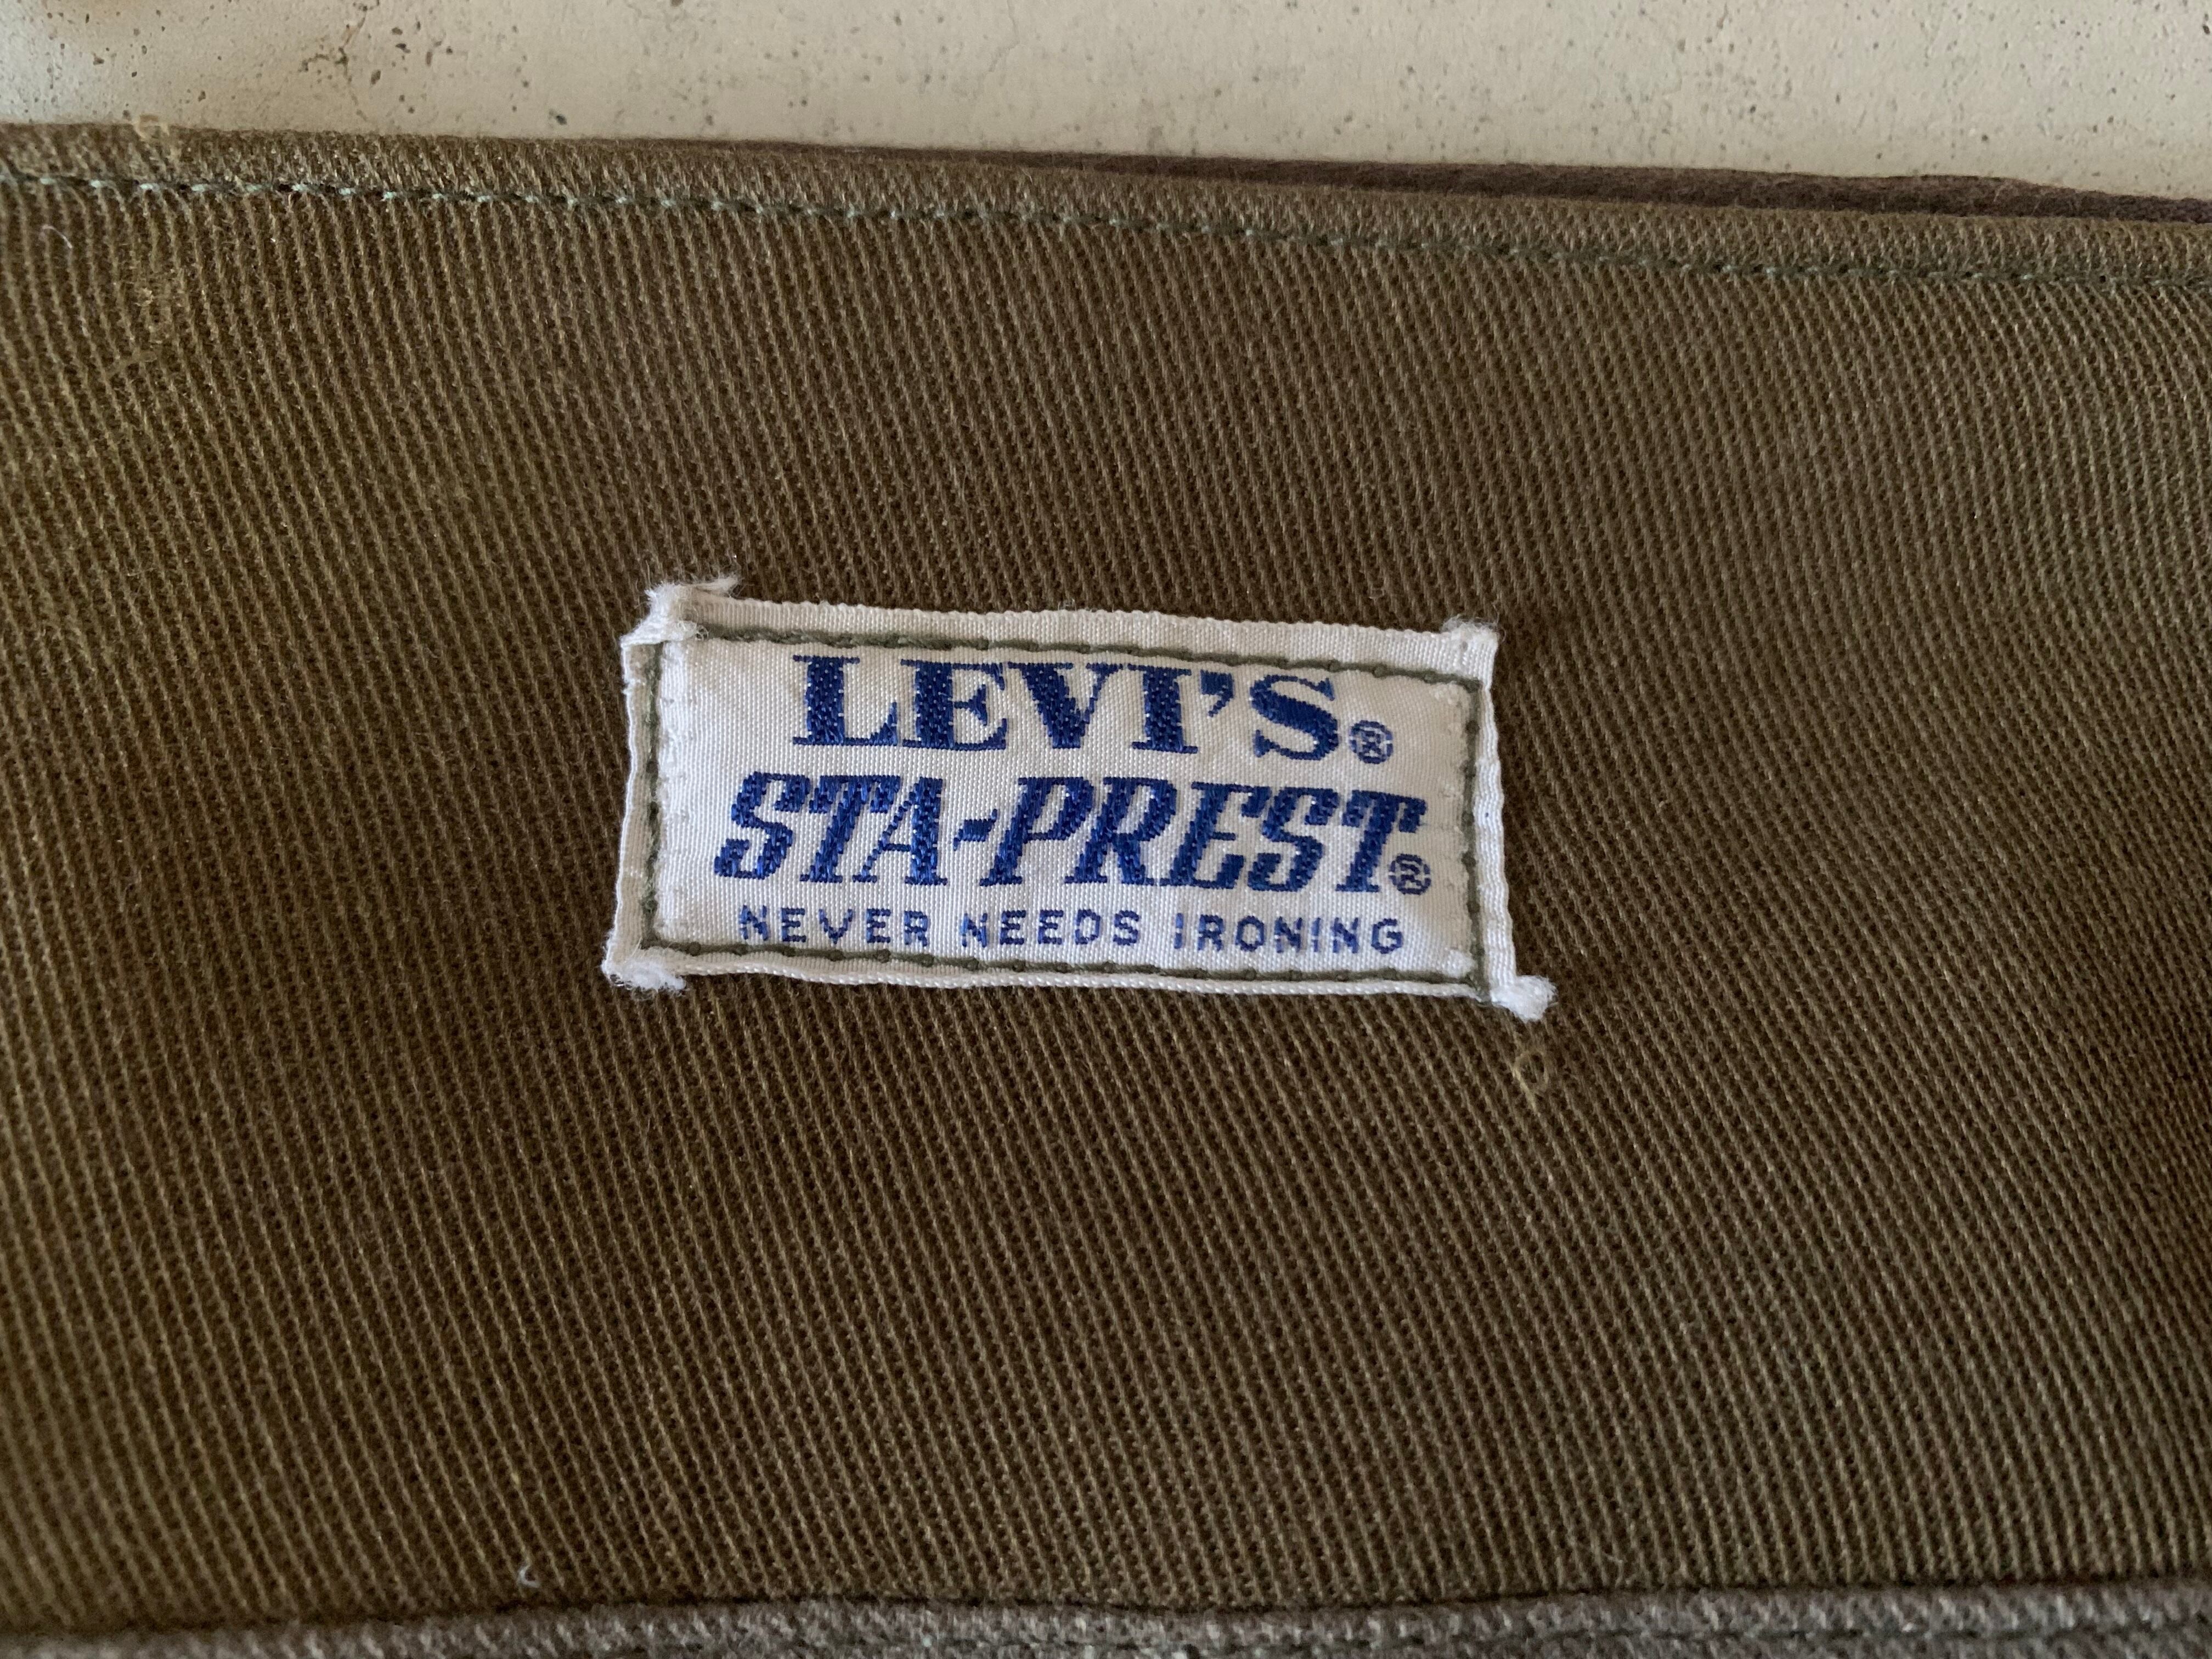 LEVI'S®
STA-PREST®
NEVER NEEDS IRONING